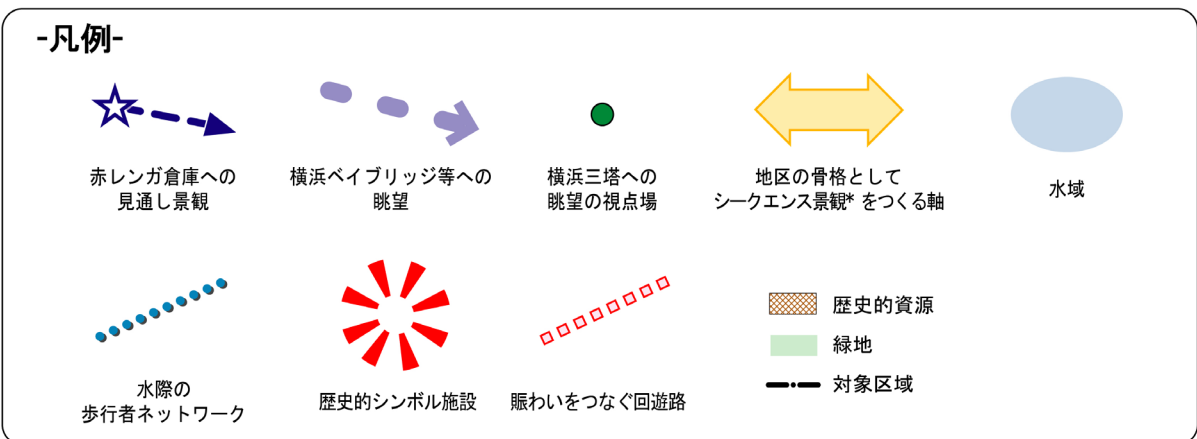 -凡例-
赤レンガ倉庫への
見通し景観
横浜ベイブリッジ等への
眺望
横浜三塔への
眺望の視点場
地区の骨格として
シークエンス景観* をつくる軸
水域
水際の
歩行者ネットワーク
歴史的シンボル施設
賑わいをつなぐ回遊路
歴史的資源
緑地
対象区域